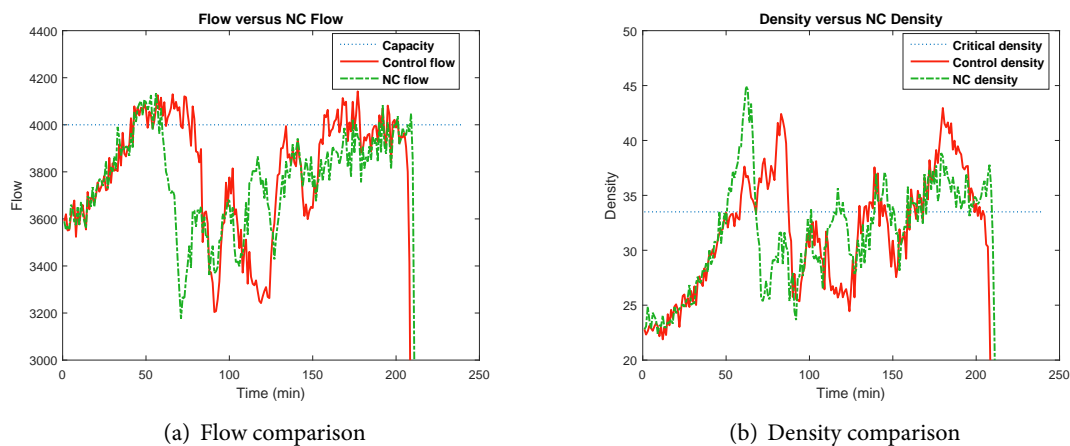 Flow versus NC Flow
4400
4200
4000
3800
3600
3400
3200
3000
Flow
Capacity
Control flow
NC flow
0 50 100 150 200 250
Time (min)
(a) Flow comparison
Density versus NC Density
50
45
40
35
30
25
20
Density
Critical density
Control density
NC density
0 50 100 150 200 250
Time (min)
(b) Density comparison